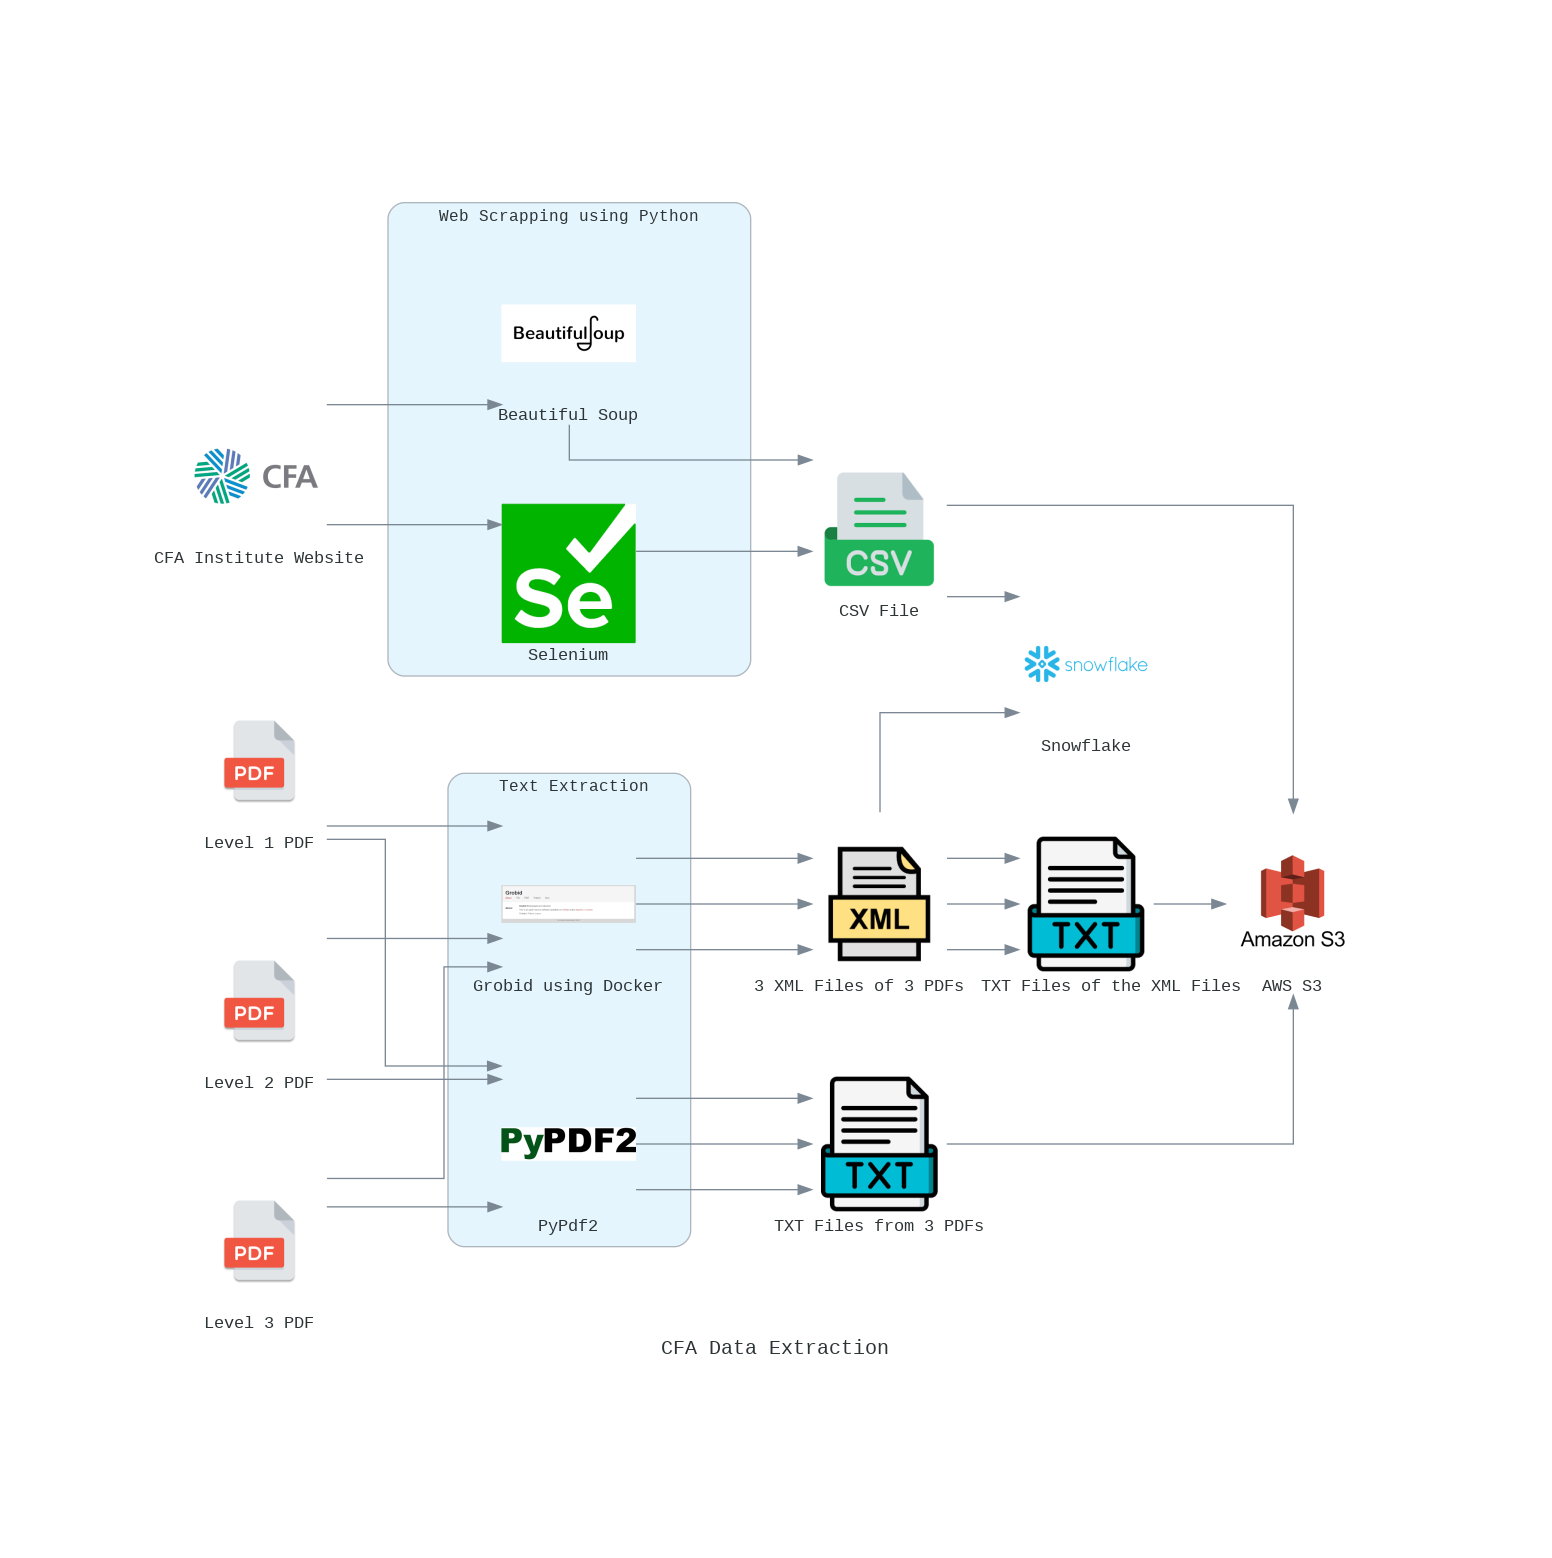 Web Scrapping using Python
BeautifulSoup
Beautiful Soup
CFA
CFA Institute Website
Se
Selenium
CSV
CSV File
snowflake
Snowflake
PDF
Level 1 PDF
Text Extraction
Grobid
Grobid using Docker
XML
3 XML Files of 3 PDFs
TXT
TXT Files of the XML Files
Amazon S3
AWS S3
PDF
Level 2 PDF
PyPDF2
PyPdf2
TXT
TXT Files from 3 PDFs
PDF
Level 3 PDF
CFA Data Extraction